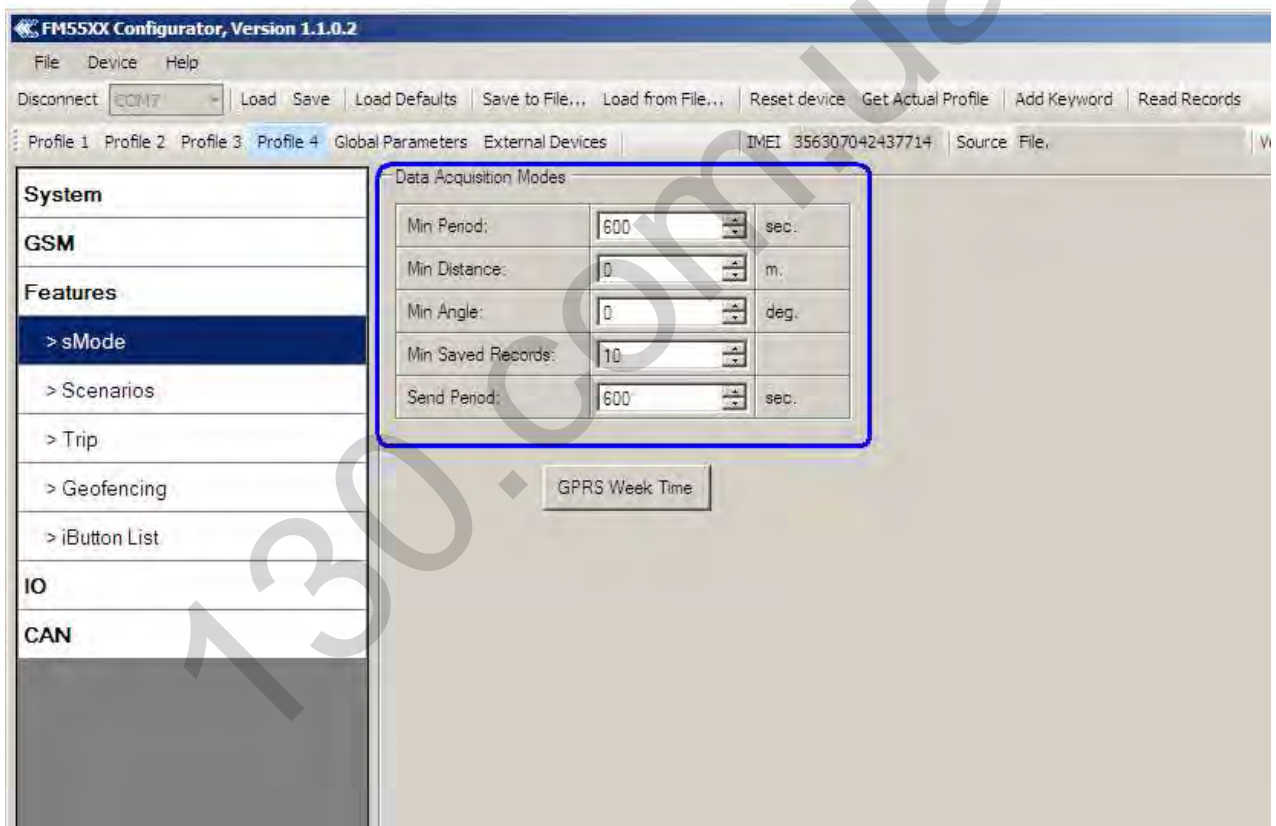 FM55XX Configurator, Version 1.1.0.2
File Device Help
Disconnect COM7 Load Save Load Defaults Save to File... Load from File... Reset device Get Actual Profile Add Keyword Read Records
Profile 1 Profile 2 Profile 3 Profile 4 Global Parameters External Devices IMEI 356307042437714 Source File.
System
GSM
Features
> sMode
> Scenarios
> Trip
> Geofencing
> iButton List
IO
CAN
Data Acquisition Modes
Min Period: 600 sec.
Min Distance: 0 m.
Min Angle: 0 deg.
Min Saved Records: 10
Send Period: 600 sec.
GPRS Week Time
130.com.ua